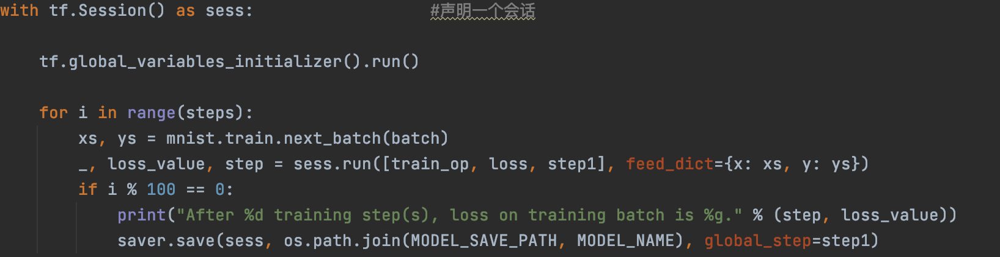 with tf.Session() as sess:                  #声明一个会话
    tf.global_variables_initializer().run()
    for i in range(steps):
        xs, ys = mnist.train.next_batch(batch)
        _, loss_value, step = sess.run([train_op, loss, step1], feed_dict={x: xs, y: ys})
        if i % 100 == 0:
            print("After %d training step(s), loss on training batch is %g." % (step, loss_value))
            saver.save(sess, os.path.join(MODEL_SAVE_PATH, MODEL_NAME), global_step=step1)